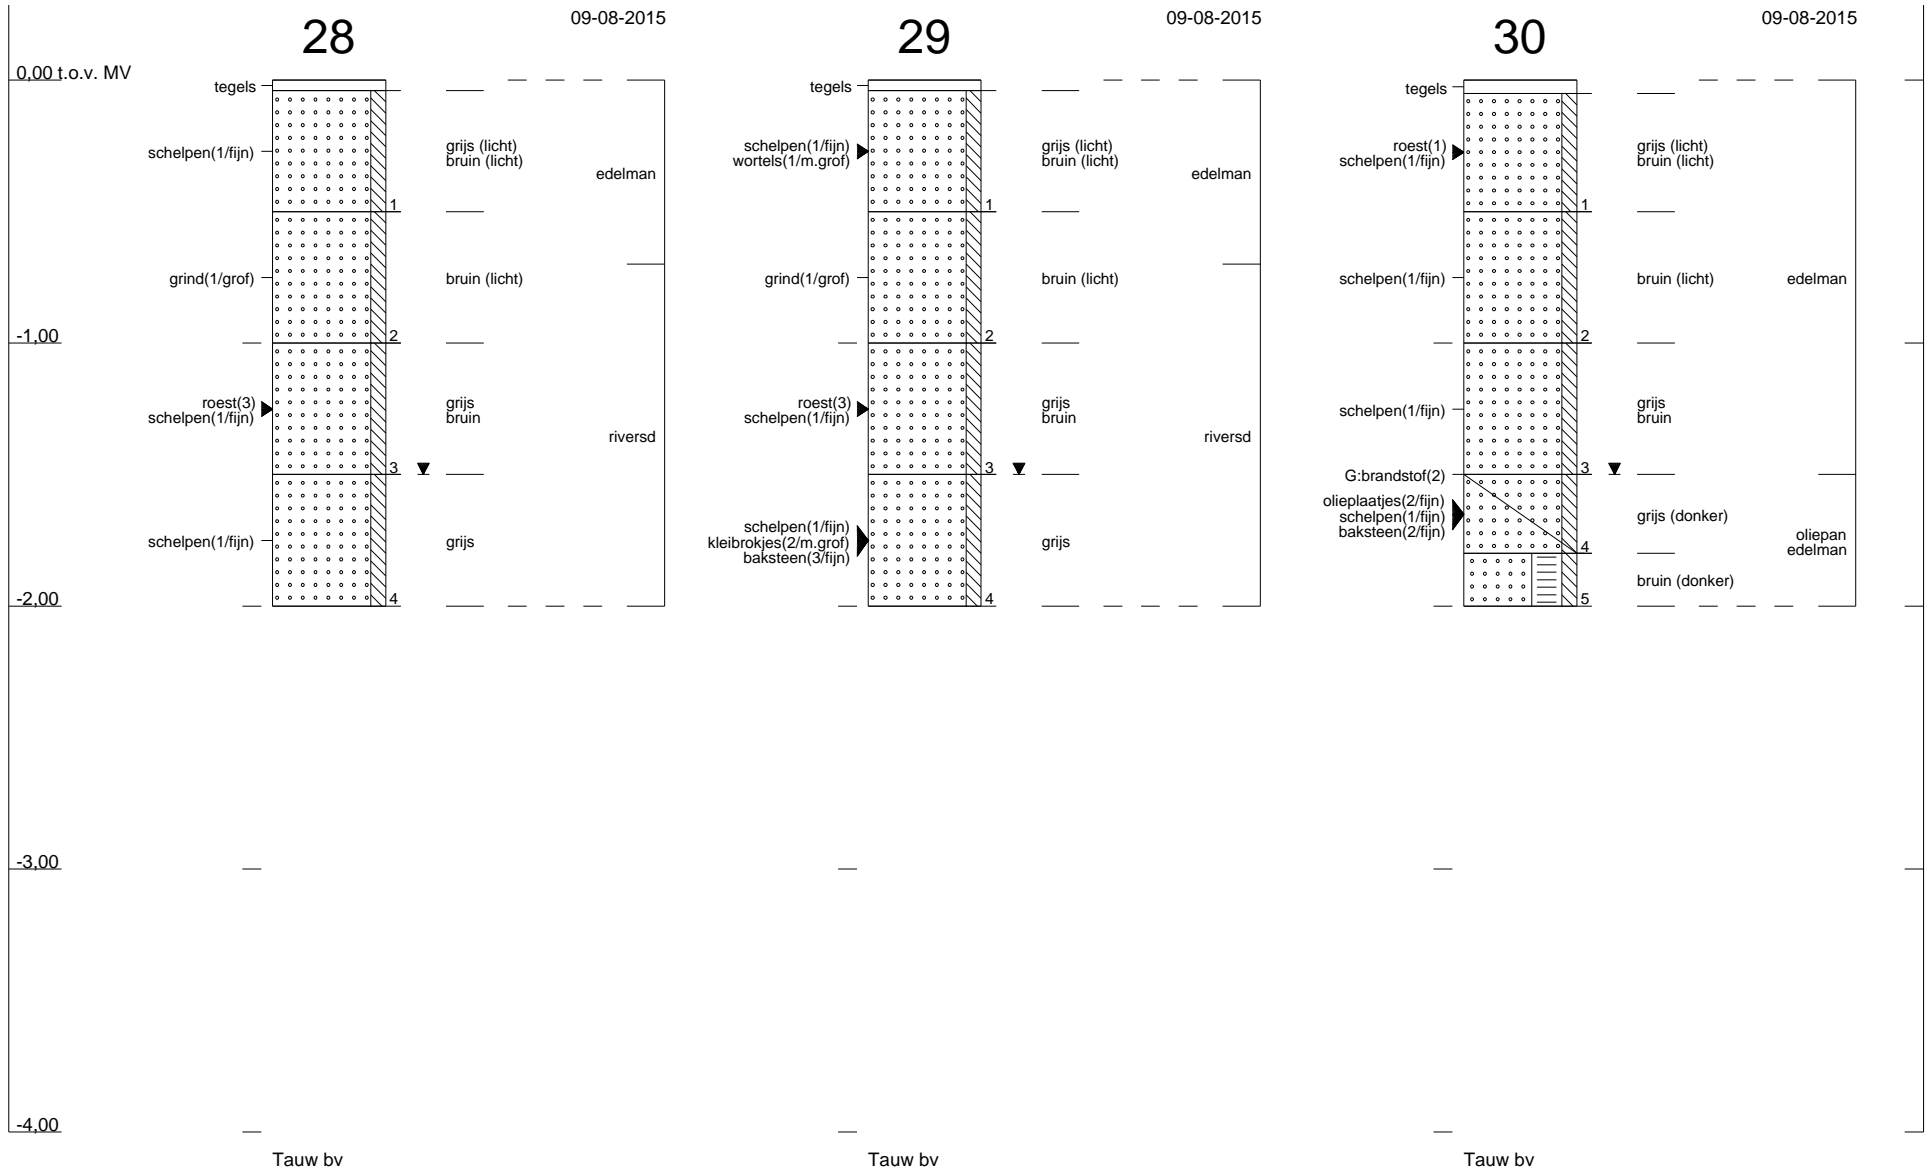 09-08-2015
09-08-2015
09-08-2015
28
29
30
0,00 t.o.v. MV
-1,00
-2,00
-3,00
-4,00
tegels
schelpen(1/fijn)
grijs (licht)
bruin (licht)
edelman
1
grind(1/grof)
bruin (licht)
2
roest(3)
schelpen(1/fijn)
grijs
bruin
riversd
3
schelpen(1/fijn)
grijs
4
tegels
schelpen(1/fijn)
wortels(1/m.grof)
grijs (licht)
bruin (licht)
edelman
1
grind(1/grof)
bruin (licht)
2
roest(3)
schelpen(1/fijn)
grijs
bruin
riversd
3
schelpen(1/fijn)
kleibrokjes(2/m.grof)
baksteen(3/fijn)
grijs
4
tegels
roest(1)
schelpen(1/fijn)
grijs (licht)
bruin (licht)
1
schelpen(1/fijn)
bruin (licht)
edelman
2
schelpen(1/fijn)
grijs
bruin
3
G:brandstof(2)
olieplaatjes(2/fijn)
schelpen(1/fijn)
baksteen(2/fijn)
grijs (donker)
oliepan
edelman
4
bruin (donker)
5
Tauw bv
Tauw bv
Tauw bv